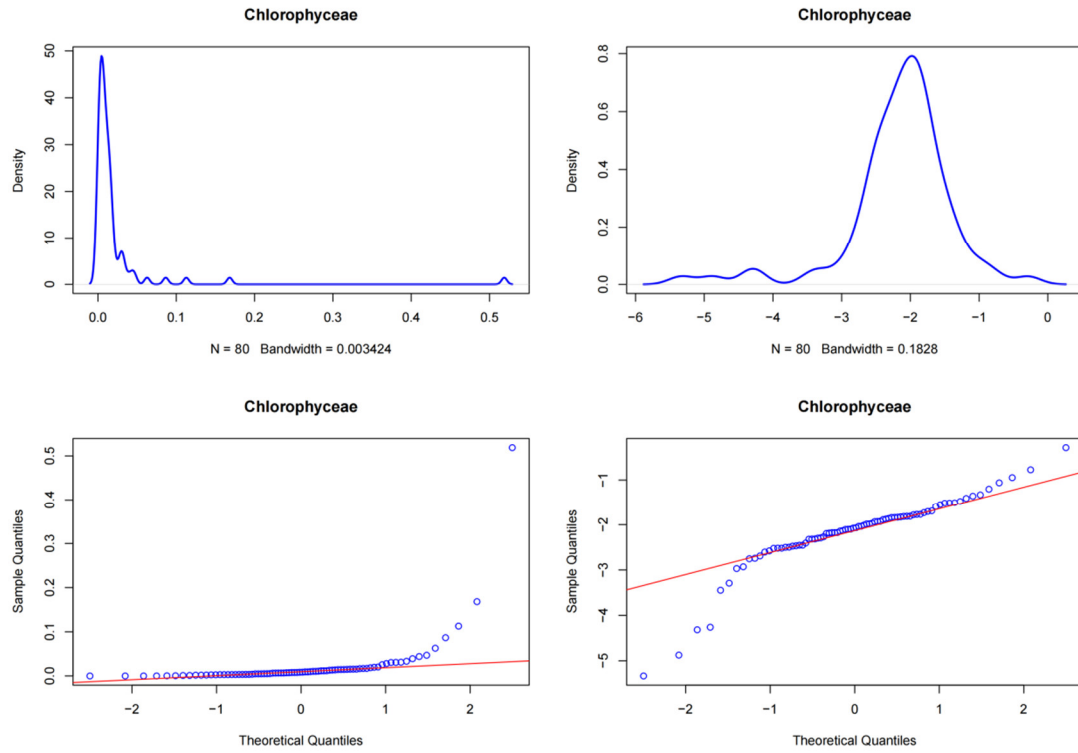 Chlorophyceae
Density
50
40
30
20
10
0
0.0 0.1 0.2 0.3 0.4 0.5
N = 80 Bandwidth = 0.003424
Chlorophyceae
Density
0.8
0.6
0.4
0.2
0.0
−6 −5 −4 −3 −2 −1 0
N = 80 Bandwidth = 0.1828
Chlorophyceae
Sample Quantiles
0.5
0.4
0.3
0.2
0.1
0.0
−2 −1 0 1 2
Theoretical Quantiles
Chlorophyceae
Sample Quantiles
−1
−2
−3
−4
−5
−2 −1 0 1 2
Theoretical Quantiles